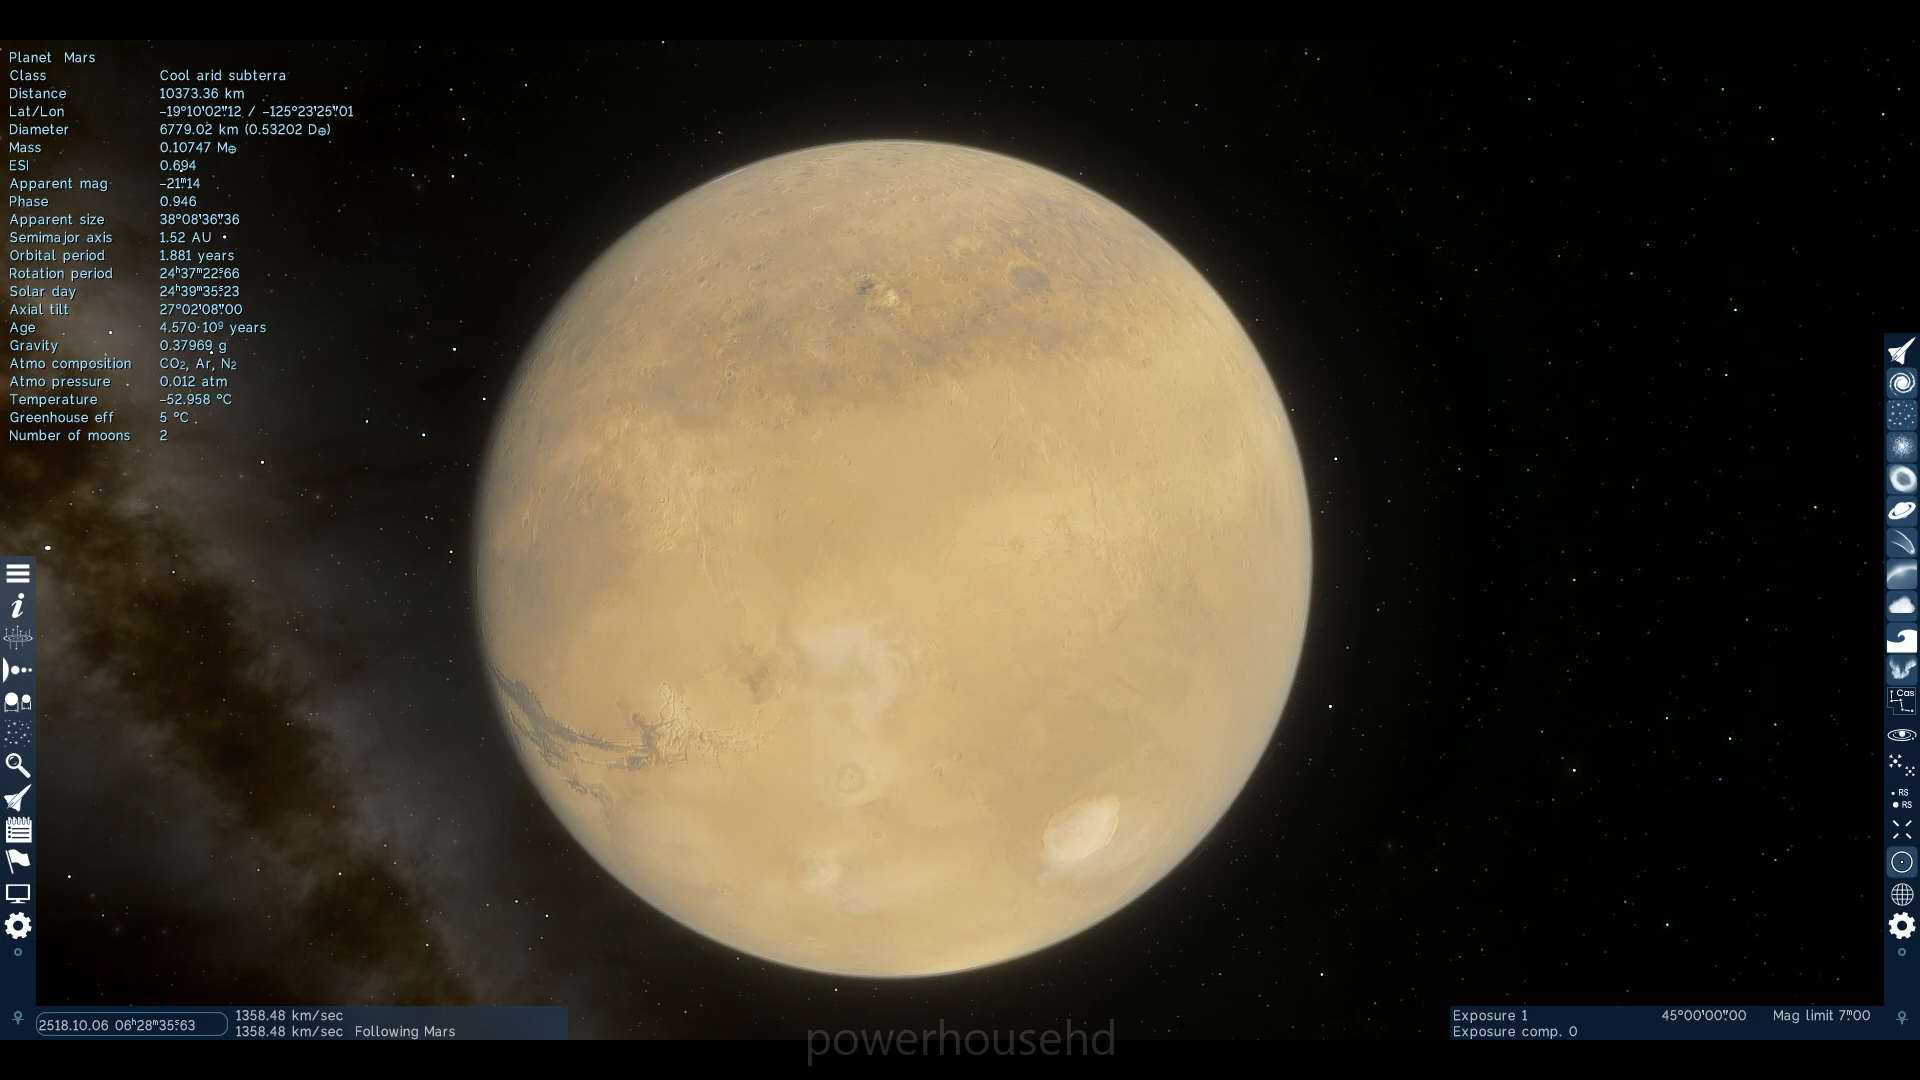 Planet Mars
Class Cool arid subterra
Distance 10373.36 km
Lat/Lon -19°10'02"12 / -125°23'25"01
Diameter 6779.02 km (0.53202 D⊕)
Mass 0.10747 M⊕
ESI 0.694
Apparent mag -21ᵐ14
Phase 0.946
Apparent size 38°08'36"36
Semimajor axis 1.52 AU
Orbital period 1.881 years
Rotation period 24ʰ37ᵐ22ˢ66
Solar day 24ʰ39ᵐ35ˢ23
Axial tilt 27°02'08"00
Age 4.570·10⁹ years
Gravity 0.37969 g
Atmo composition CO₂, Ar, N₂
Atmo pressure 0.012 atm
Temperature -52.958 °C
Greenhouse eff 5 °C
Number of moons 2
Cas
RS
RS
2518.10.06 06ʰ28ᵐ35ˢ63
1358.48 km/sec
1358.48 km/sec Following Mars
Exposure 1 45°00'00"00 Mag limit 7ᵐ00
Exposure comp. 0
powerhousehd